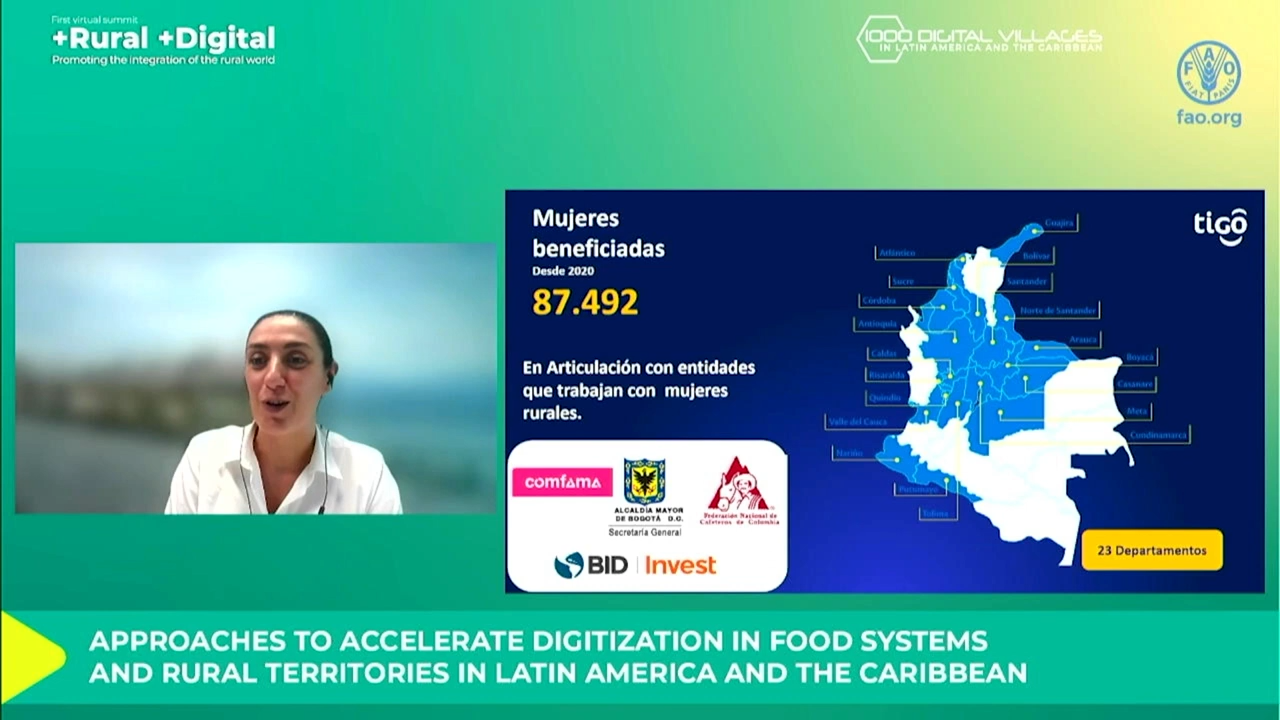 First virtual summit
+Rural +Digital
Promoting the integration of the rural world
1000 DIGITAL VILLAGES
IN LATIN AMERICA AND THE CARIBBEAN
F A O
FIAT PANIS
fao.org
Mujeres
beneficiadas
Desde 2020
87.492
En Articulación con entidades
que trabajan con mujeres
rurales.
comfama
ALCALDÍA MAYOR
DE BOGOTÁ D.C.
Secretaría General
Federación Nacional de
Cafeteros de Colombia
BID Invest
tigo
Guajira
Atlántico
Bolívar
Sucre
Santander
Córdoba
Norte de Santander
Antioquia
Arauca
Caldas
Boyacá
Risaralda
Casanare
Quindío
Meta
Valle del Cauca
Cundinamarca
Nariño
Putumayo
Tolima
23 Departamentos
APPROACHES TO ACCELERATE DIGITIZATION IN FOOD SYSTEMS
AND RURAL TERRITORIES IN LATIN AMERICA AND THE CARIBBEAN